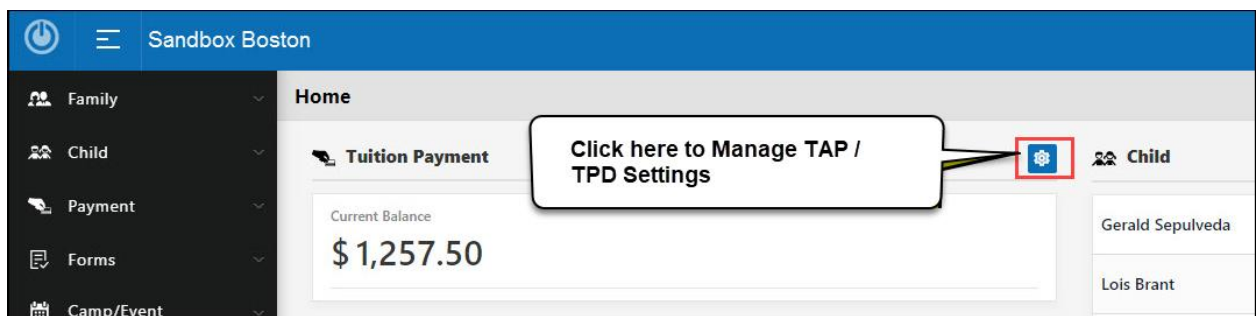 Sandbox Boston
Family
Child
Payment
Forms
Camp/Event
Home
Tuition Payment
Click here to Manage TAP /
TPD Settings
Current Balance
$ 1,257.50
Child
Gerald Sepulveda
Lois Brant